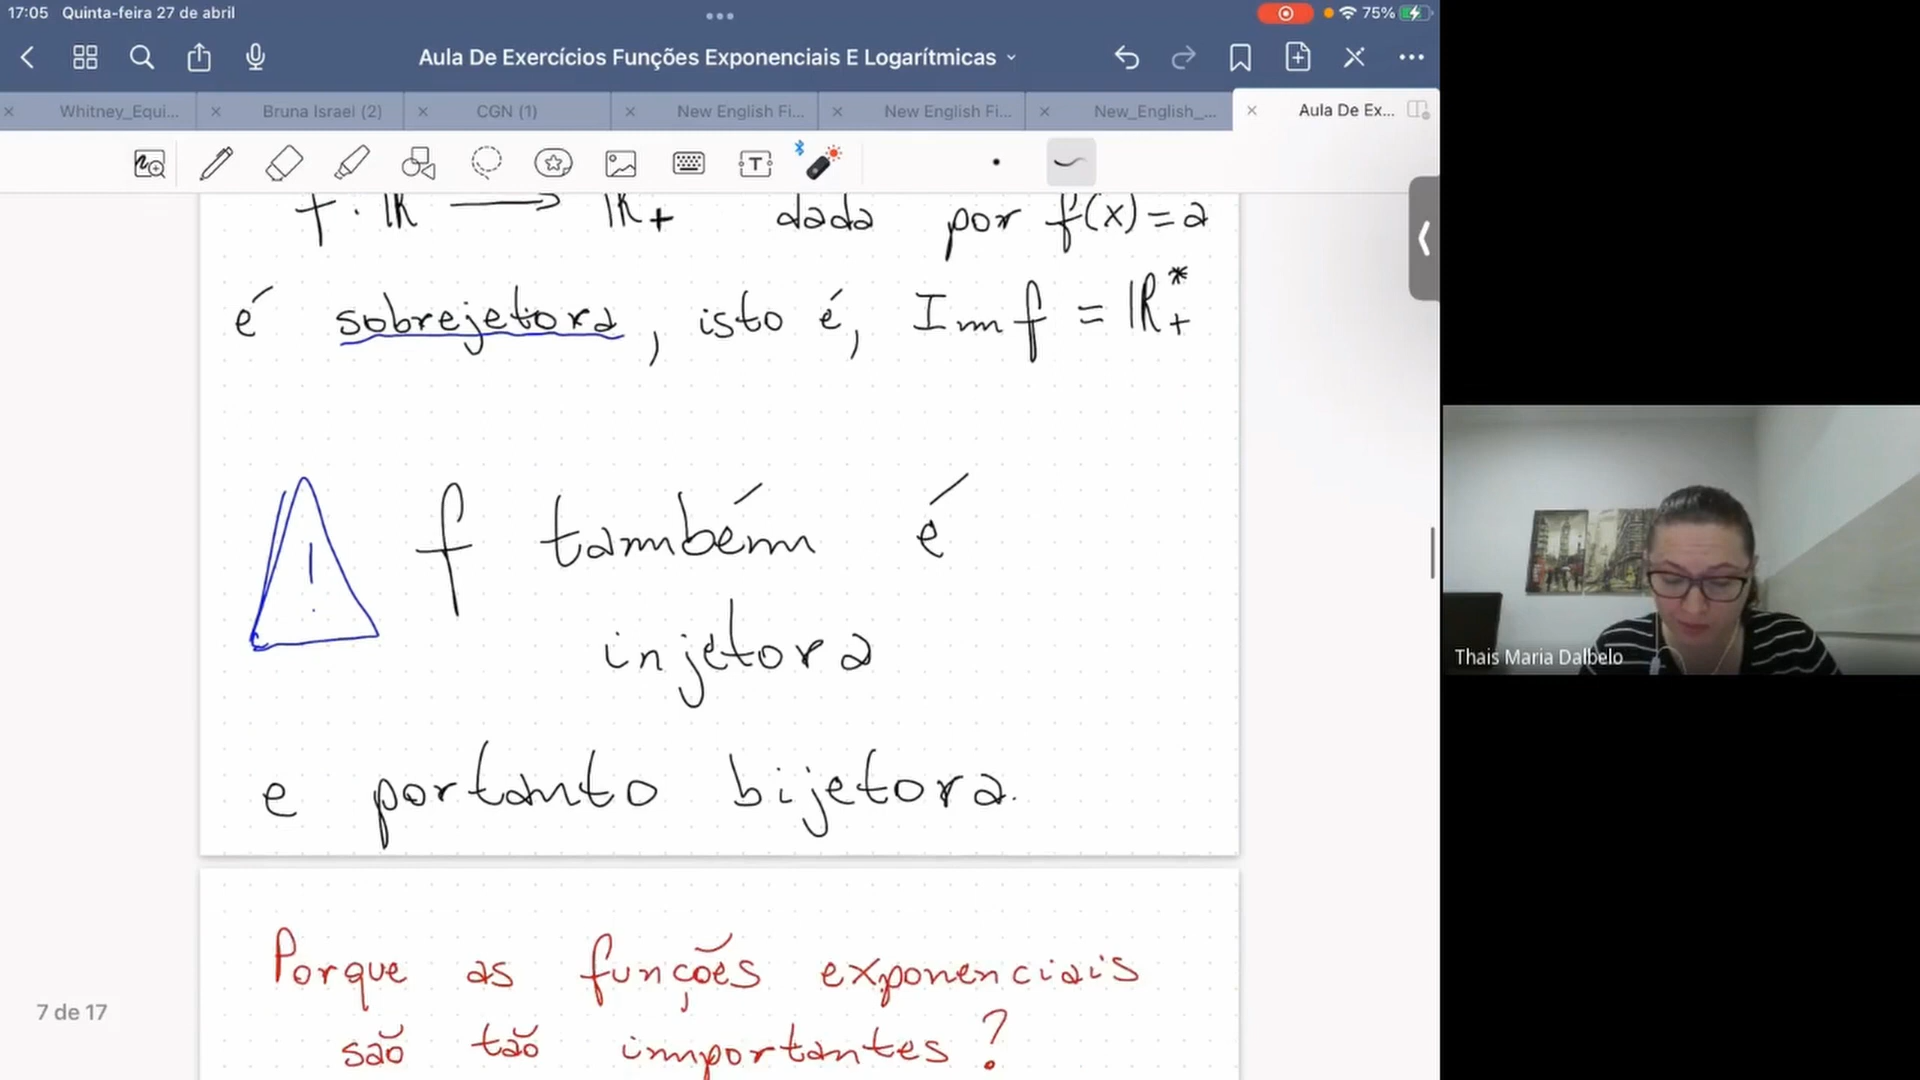 17:05 Quinta-feira 27 de abril
75%
Aula De Exercícios Funções Exponenciais E Logarítmicas
Whitney_Equi... Bruna Israel (2) CGN (1) New English Fi... New English Fi... New_English_... Aula De Ex...
f : ℝ → ℝ+ dada por f(x) = a
é sobrejetora, isto é, Im f = ℝ*+
! f também é
injetora
e portanto bijetora.
Porque as funções exponenciais
são tão importantes?
7 de 17
Thais Maria Dalbelo